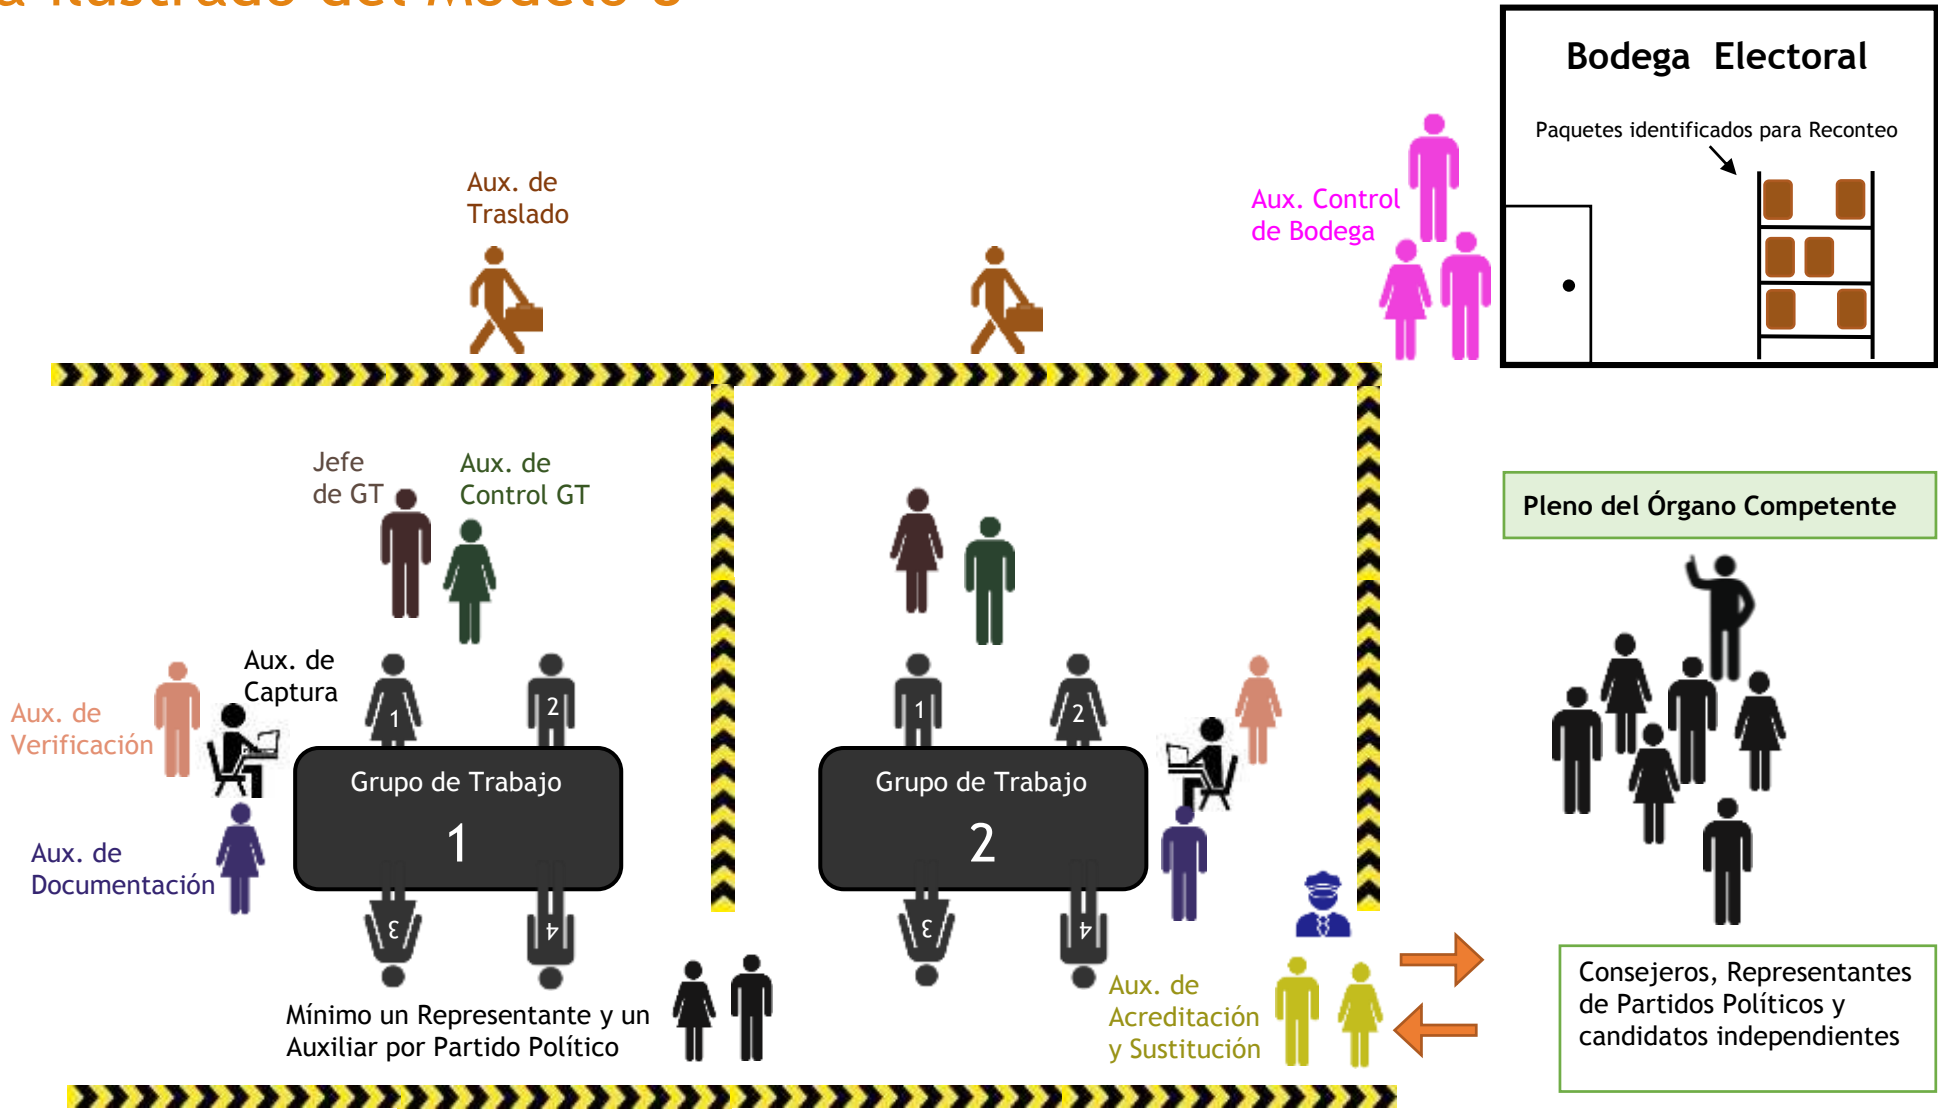 Ilustrado del Modelo
Bodega Electoral
Paquetes identificados para Reconteo
Aux. de
Traslado
Aux. Control
de Bodega
Jefe
de GT
Aux. de
Control GT
Pleno del Órgano Competente
Aux. de
Captura
Aux. de
Verificación
1
2
1
2
Grupo de Trabajo
1
Grupo de Trabajo
2
Aux. de
Documentación
3
4
3
4
Mínimo un Representante y un
Auxiliar por Partido Político
Aux. de
Acreditación
y Sustitución
Consejeros, Representantes
de Partidos Políticos y
candidatos independientes